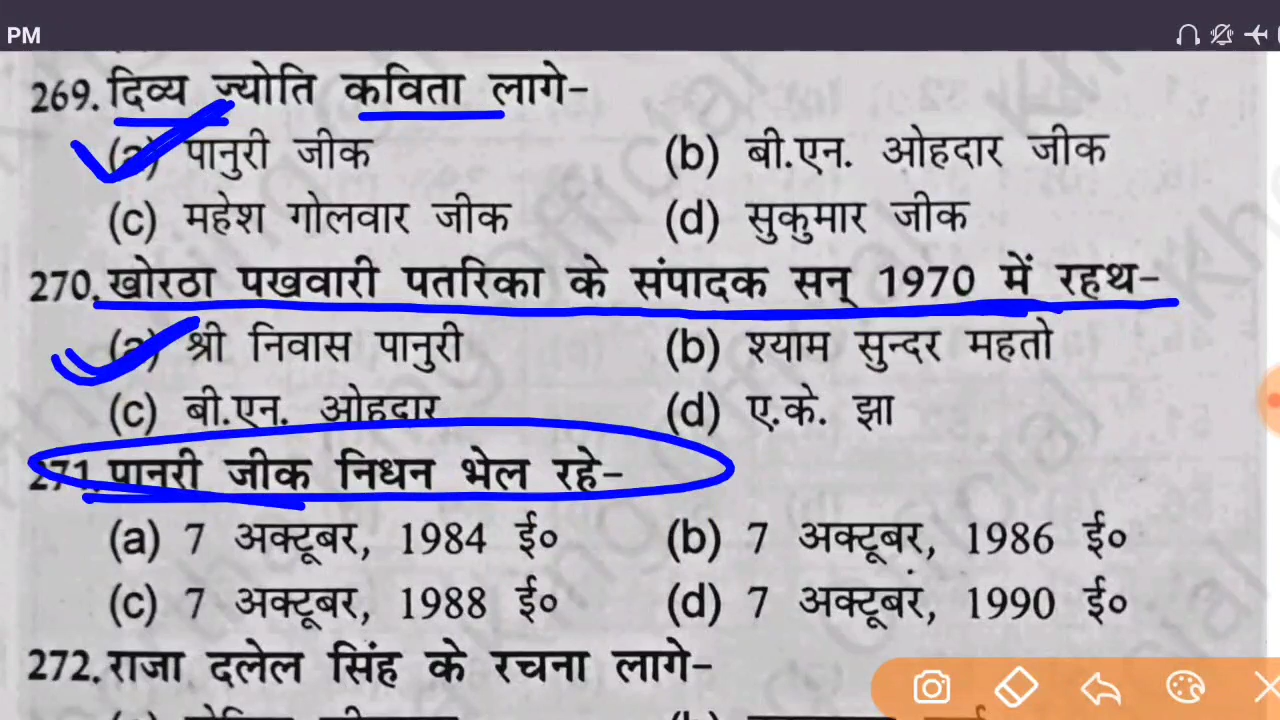 PM
269. दिव्य ज्योति कविता लागे-
(a) पानुरी जीक (b) बी.एन. ओहदार जीक
(c) महेश गोलवार जीक (d) सुकुमार जीक
270. खोरठा पखवारी पतरिका के संपादक सन् 1970 में रहथ-
(a) श्री निवास पानुरी (b) श्याम सुन्दर महतो
(c) बी.एन. ओहदार (d) ए.के. झा
271. पानरी जीक निधन भेल रहे-
(a) 7 अक्टूबर, 1984 ई० (b) 7 अक्टूबर, 1986 ई०
(c) 7 अक्टूबर, 1988 ई० (d) 7 अक्टूबर, 1990 ई०
272. राजा दलेल सिंह के रचना लागे-